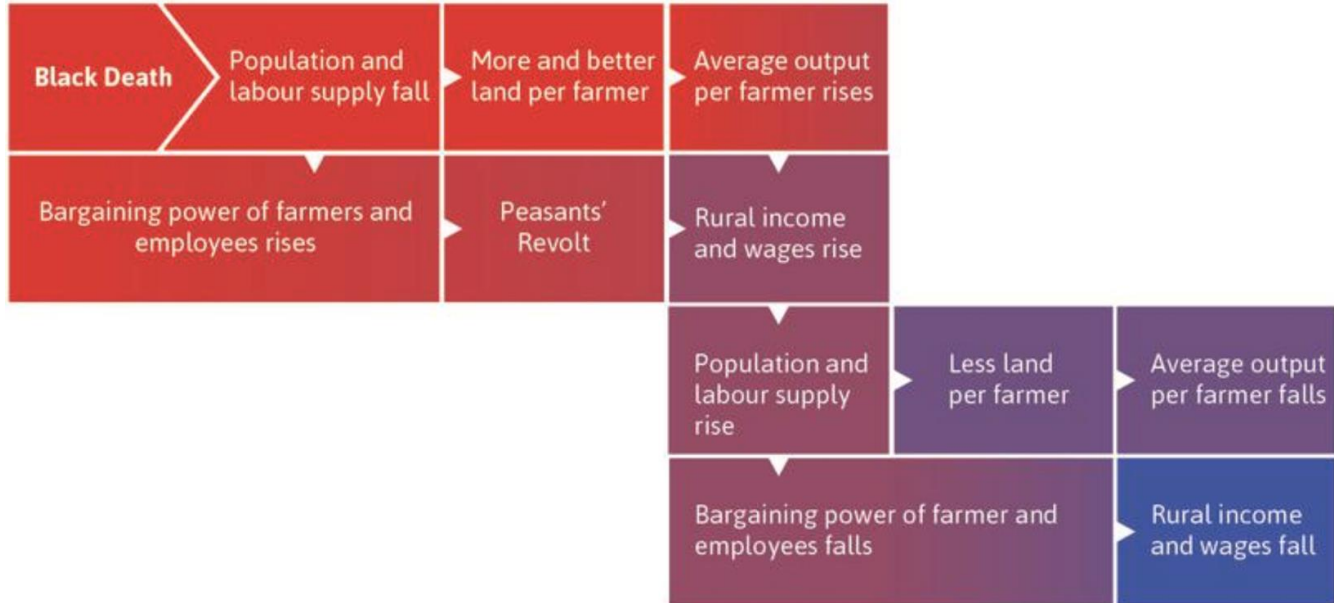 Black Death
Population and
labour supply fall
More and better
land per farmer
Average output
per farmer rises
Bargaining power of farmers and
employees rises
Peasants’
Revolt
Rural income
and wages rise
Population and
labour supply
rise
Less land
per farmer
Average output
per farmer falls
Bargaining power of farmer and
employees falls
Rural income
and wages fall